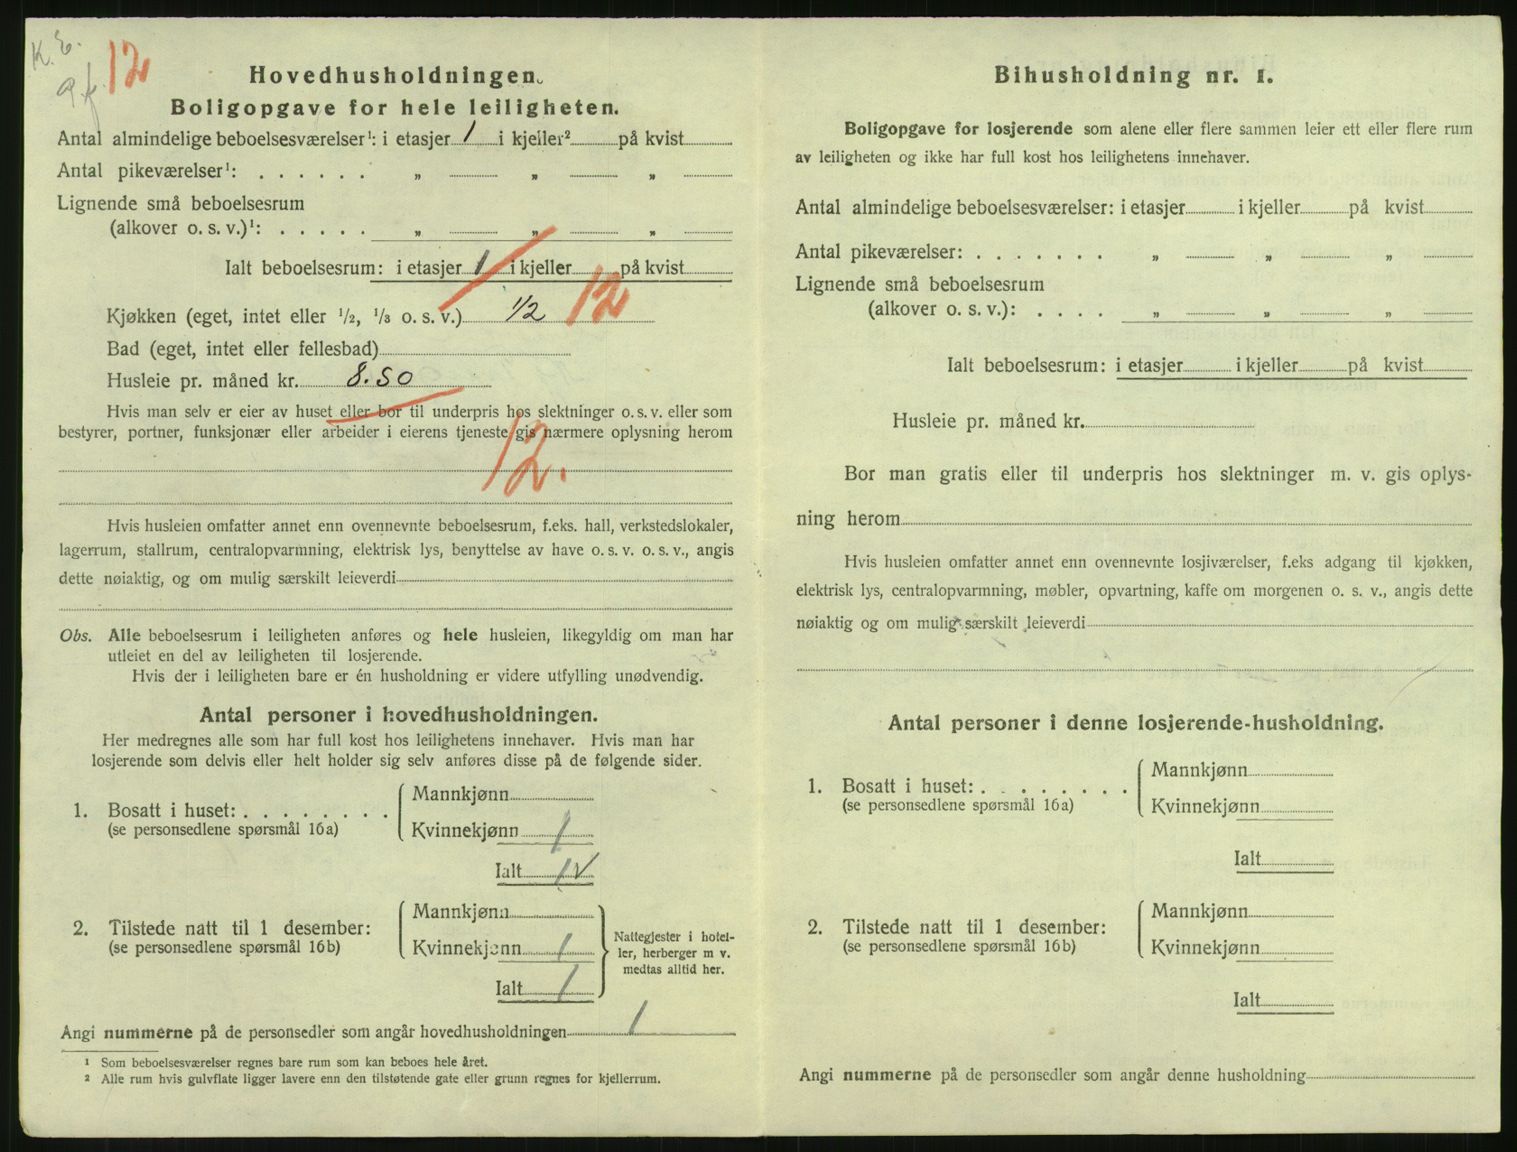 K. E.
12
Hovedhusholdningen.
Boligopgave for hele leiligheten.
Antal almindelige beboelsesværelser¹: i etasjer 1 i kjeller² på kvist
Antal pikeværelser¹: . . . . . . „ „ „
Lignende små beboelsesrum
(alkover o. s. v.)¹: . . . . . „ „ „
Ialt beboelsesrum: i etasjer 1 i kjeller på kvist
Kjøkken (eget, intet eller ½, ⅓ o. s. v.) 1/2 12
Bad (eget, intet eller fellesbad)
Husleie pr. måned kr. 8.50
Hvis man selv er eier av huset eller bor til underpris hos slektninger o. s. v. eller som
bestyrer, portner, funksjonær eller arbeider i eierens tjeneste gis nærmere oplysning herom
12.
Hvis husleien omfatter annet enn ovennevnte beboelsesrum, f.eks. hall, verkstedslokaler,
lagerrum, stallrum, centralopvarmning, elektrisk lys, benyttelse av have o. s. v. o. s. v., angis
dette nøiaktig, og om mulig særskilt leieverdi
Obs. Alle beboelsesrum i leiligheten anføres og hele husleien, likegyldig om man har
utleiet en del av leiligheten til losjerende.
Hvis der i leiligheten bare er én husholdning er videre utfylling unødvendig.
Antal personer i hovedhusholdningen.
Her medregnes alle som har full kost hos leilighetens innehaver. Hvis man har
losjerende som delvis eller helt holder sig selv anføres disse på de følgende sider.
1. Bosatt i huset: . . . . . . . .
(se personsedlene spørsmål 16 a)
Mannkjønn
Kvinnekjønn 1
Ialt 1 V
2. Tilstede natt til 1 desember:
(se personsedlene spørsmål 16 b)
Mannkjønn
Kvinnekjønn 1
Ialt 1
Nattegjester i hotel-
ler, herberger m v.
medtas alltid her.
Angi nummerne på de personsedler som angår hovedhusholdningen 1
¹ Som beboelsesværelser regnes bare rum som kan beboes hele året.
² Alle rum hvis gulvflate ligger lavere enn den tilstøtende gate eller grunn regnes for kjellerrum.
Bihusholdning nr. 1.
Boligopgave for losjerende som alene eller flere sammen leier ett eller flere rum
av leiligheten og ikke har full kost hos leilighetens innehaver.
Antal almindelige beboelsesværelser: i etasjer i kjeller på kvist
Antal pikeværelser: . . . . . . . „ „ „
Lignende små beboelsesrum
(alkover o. s. v.): . . . . „ „ „
Ialt beboelsesrum: i etasjer i kjeller på kvist
Husleie pr. måned kr.
Bor man gratis eller til underpris hos slektninger m. v. gis oplys-
ning herom
Hvis husleien omfatter annet enn ovennevnte losjiværelser, f.eks adgang til kjøkken,
elektrisk lys, centralopvarmning, møbler, opvartning, kaffe om morgenen o. s. v., angis dette
nøiaktig og om mulig særskilt leieverdi
Antal personer i denne losjerende-husholdning.
1. Bosatt i huset: . . . . . . . .
(se personsedlene spørsmål 16 a)
Mannkjønn
Kvinnekjønn
Ialt
2. Tilstede natt til 1 desember:
(se personsedlene spørsmål 16 b)
Mannkjønn
Kvinnekjønn
Ialt
Angi nummerne på de personsedler som angår denne husholdning